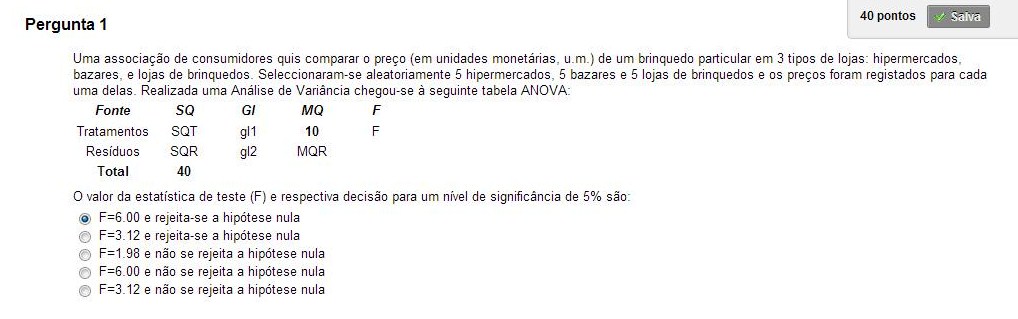 Pergunta 1
40 pontos
Salva
Uma associação de consumidores quis comparar o preço (em unidades monetárias, u.m.) de um brinquedo particular em 3 tipos de lojas: hipermercados,
bazares, e lojas de brinquedos. Seleccionaram-se aleatoriamente 5 hipermercados, 5 bazares e 5 lojas de brinquedos e os preços foram registados para cada
uma delas. Realizada uma Análise de Variância chegou-se à seguinte tabela ANOVA:
Fonte SQ Gl MQ F
Tratamentos SQT gl1 10 F
Resíduos SQR gl2 MQR
Total 40
O valor da estatística de teste (F) e respectiva decisão para um nível de significância de 5% são:
F=6.00 e rejeita-se a hipótese nula
F=3.12 e rejeita-se a hipótese nula
F=1.98 e não se rejeita a hipótese nula
F=6.00 e não se rejeita a hipótese nula
F=3.12 e não se rejeita a hipótese nula